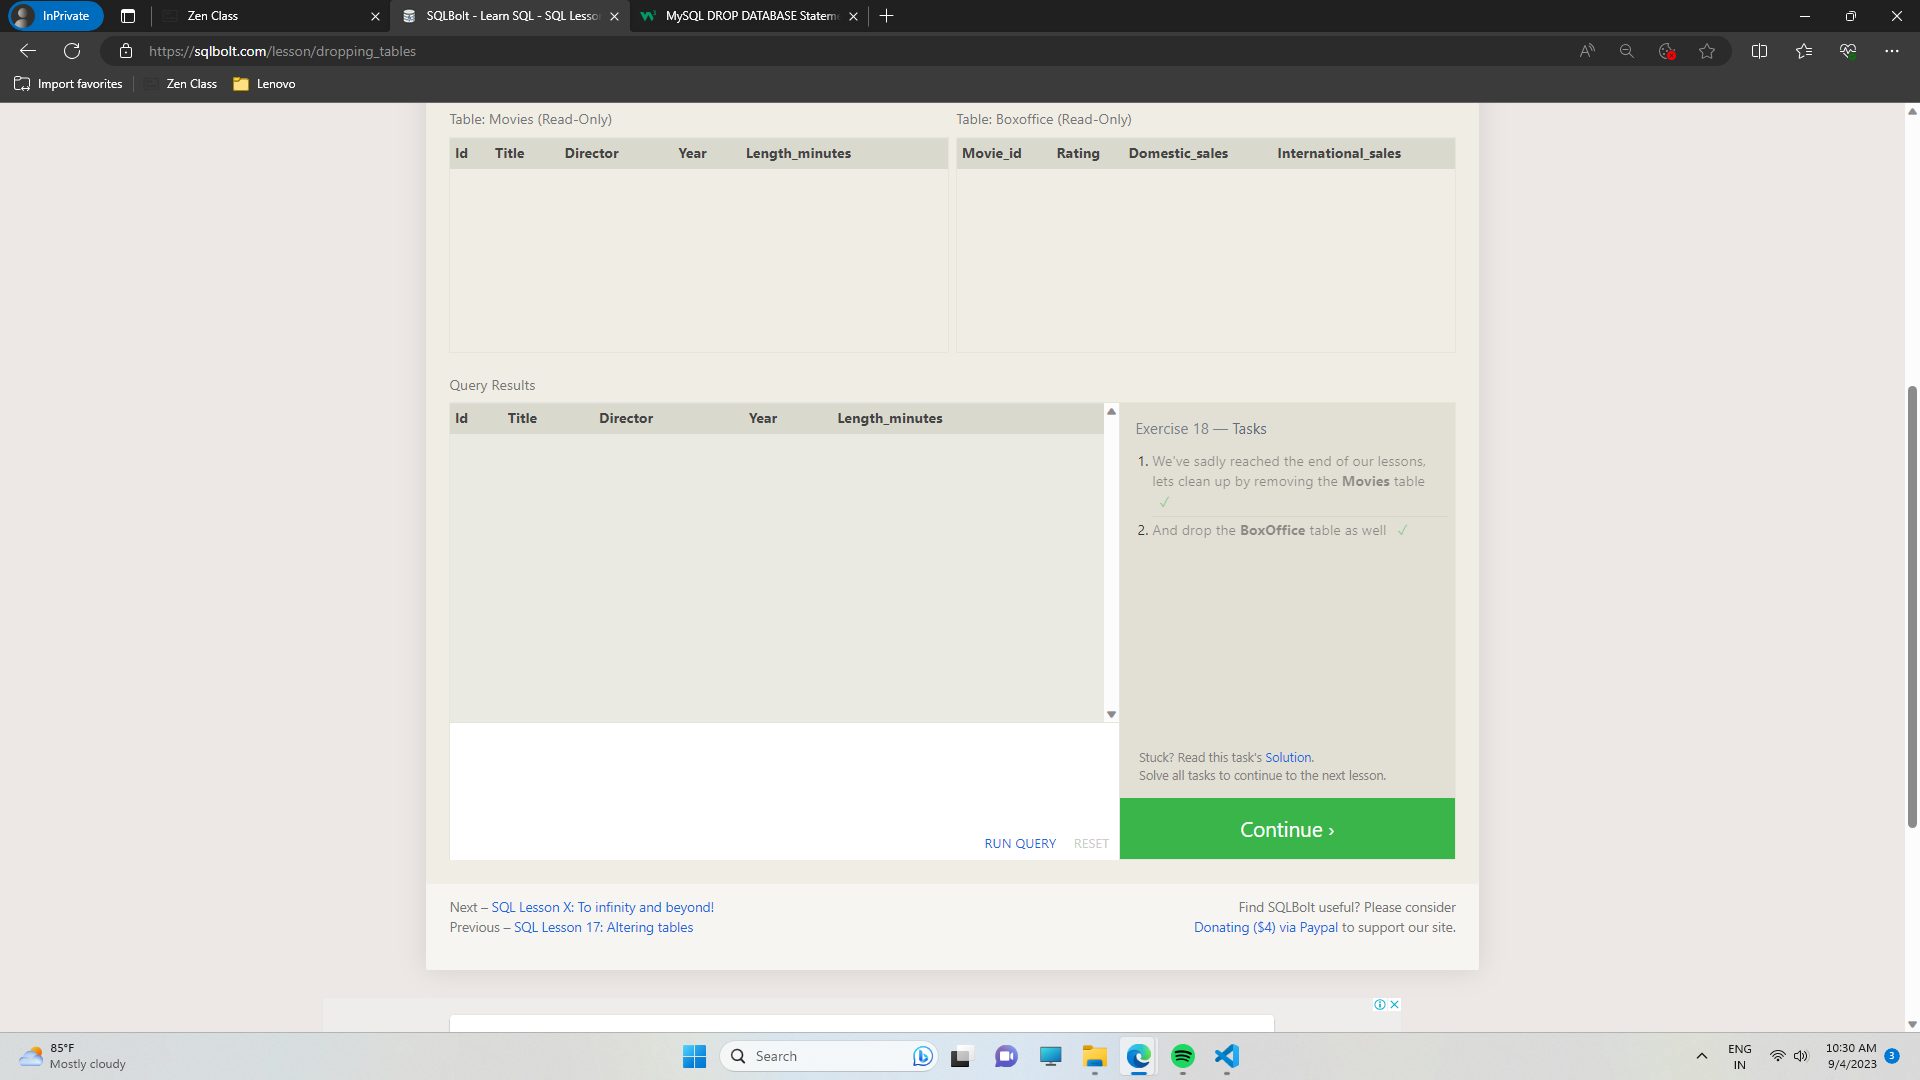 InPrivate
Zen Class
SQLBolt - Learn SQL - SQL Lesso
MySQL DROP DATABASE Statem
https://sqlbolt.com/lesson/dropping_tables
Import favorites
Zen Class
Lenovo
Table: Movies (Read-Only)
Table: Boxoffice (Read-Only)
Id Title Director Year Length_minutes
Movie_id Rating Domestic_sales International_sales
Query Results
Id Title Director Year Length_minutes
Exercise 18 — Tasks
1. We've sadly reached the end of our lessons,
lets clean up by removing the Movies table
✓
2. And drop the BoxOffice table as well ✓
Stuck? Read this task's Solution.
Solve all tasks to continue to the next lesson.
RUN QUERY RESET
Continue ›
Next – SQL Lesson X: To infinity and beyond!
Previous – SQL Lesson 17: Altering tables
Find SQLBolt useful? Please consider
Donating ($4) via Paypal to support our site.
85°F
Mostly cloudy
Search
ENG
IN
10:30 AM
9/4/2023
3